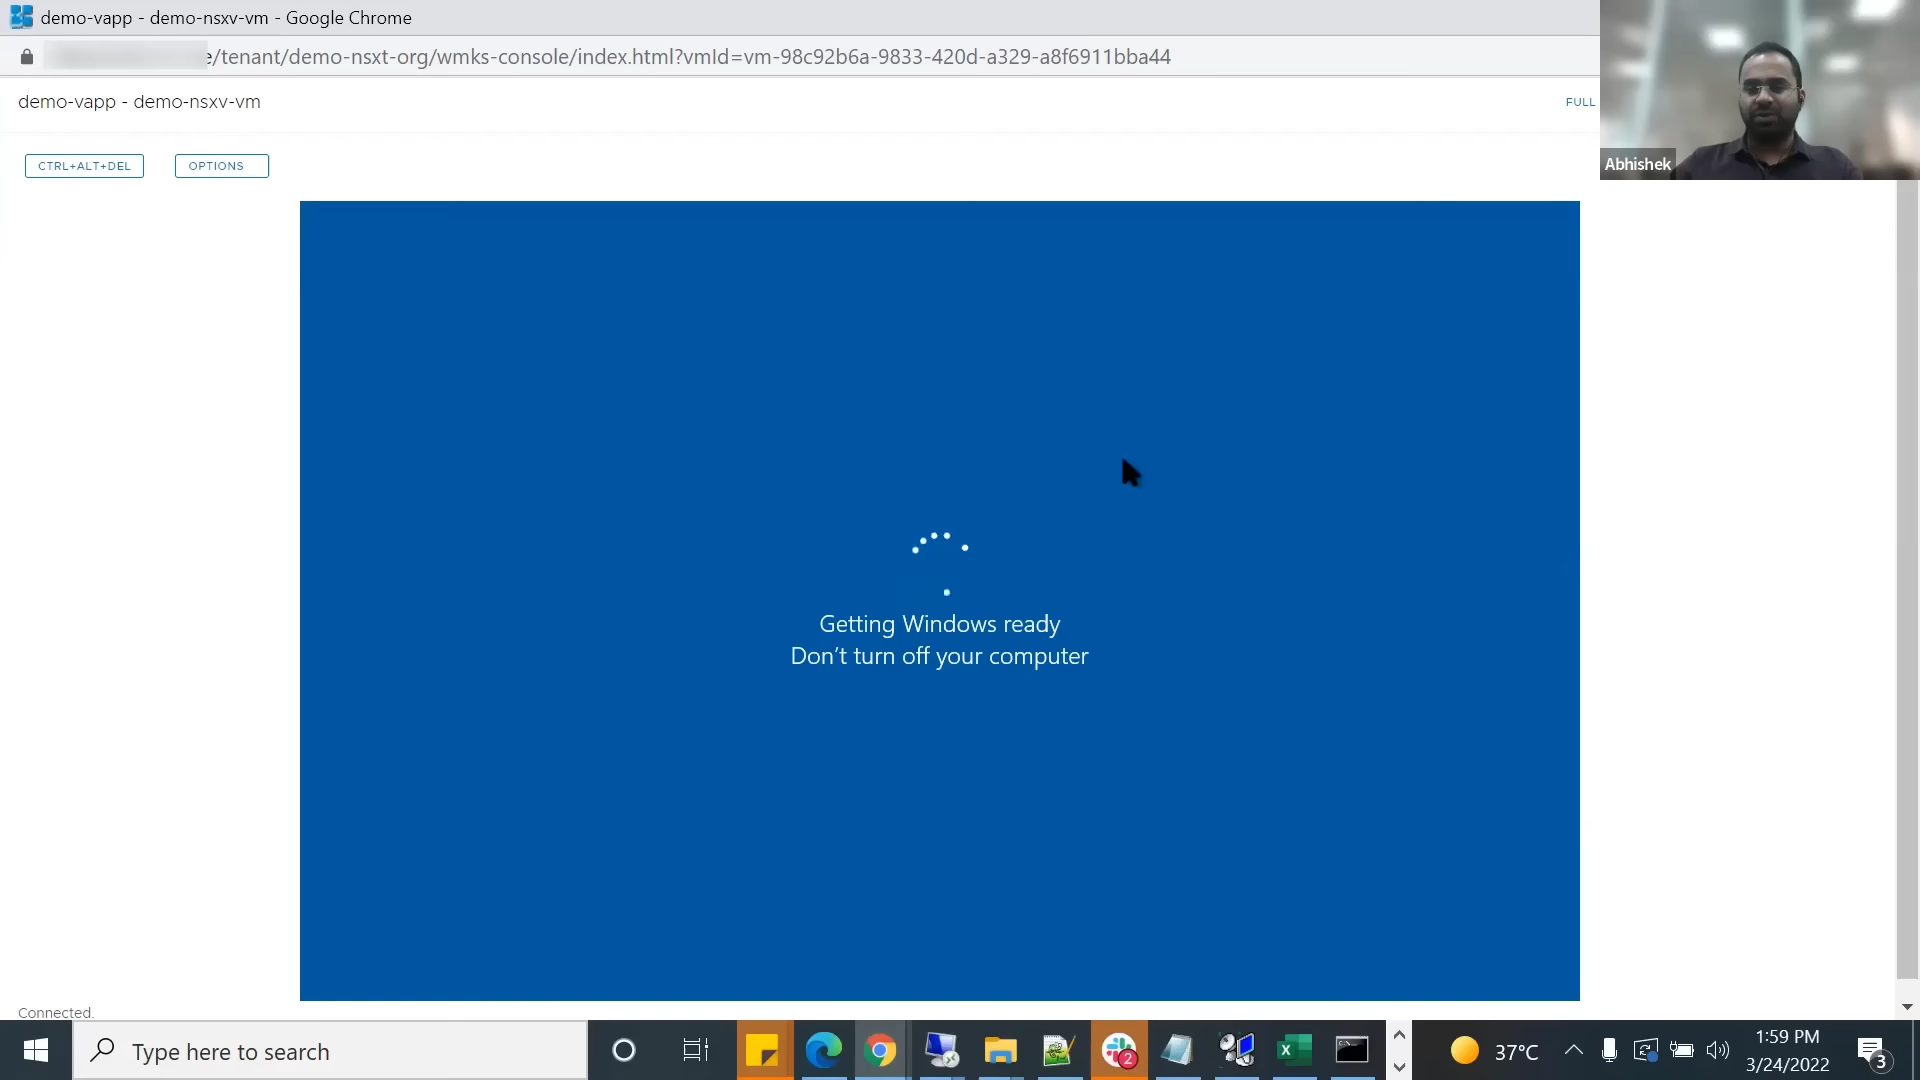 demo-vapp - demo-nsxv-vm - Google Chrome
e/tenant/demo-nsxt-org/wmks-console/index.html?vmId=vm-98c92b6a-9833-420d-a329-a8f6911bba44
demo-vapp - demo-nsxv-vm
FULL
Abhishek
CTRL+ALT+DEL
OPTIONS
Getting Windows ready
Don't turn off your computer
Connected.
Type here to search
2
37°C
1:59 PM
3/24/2022
3